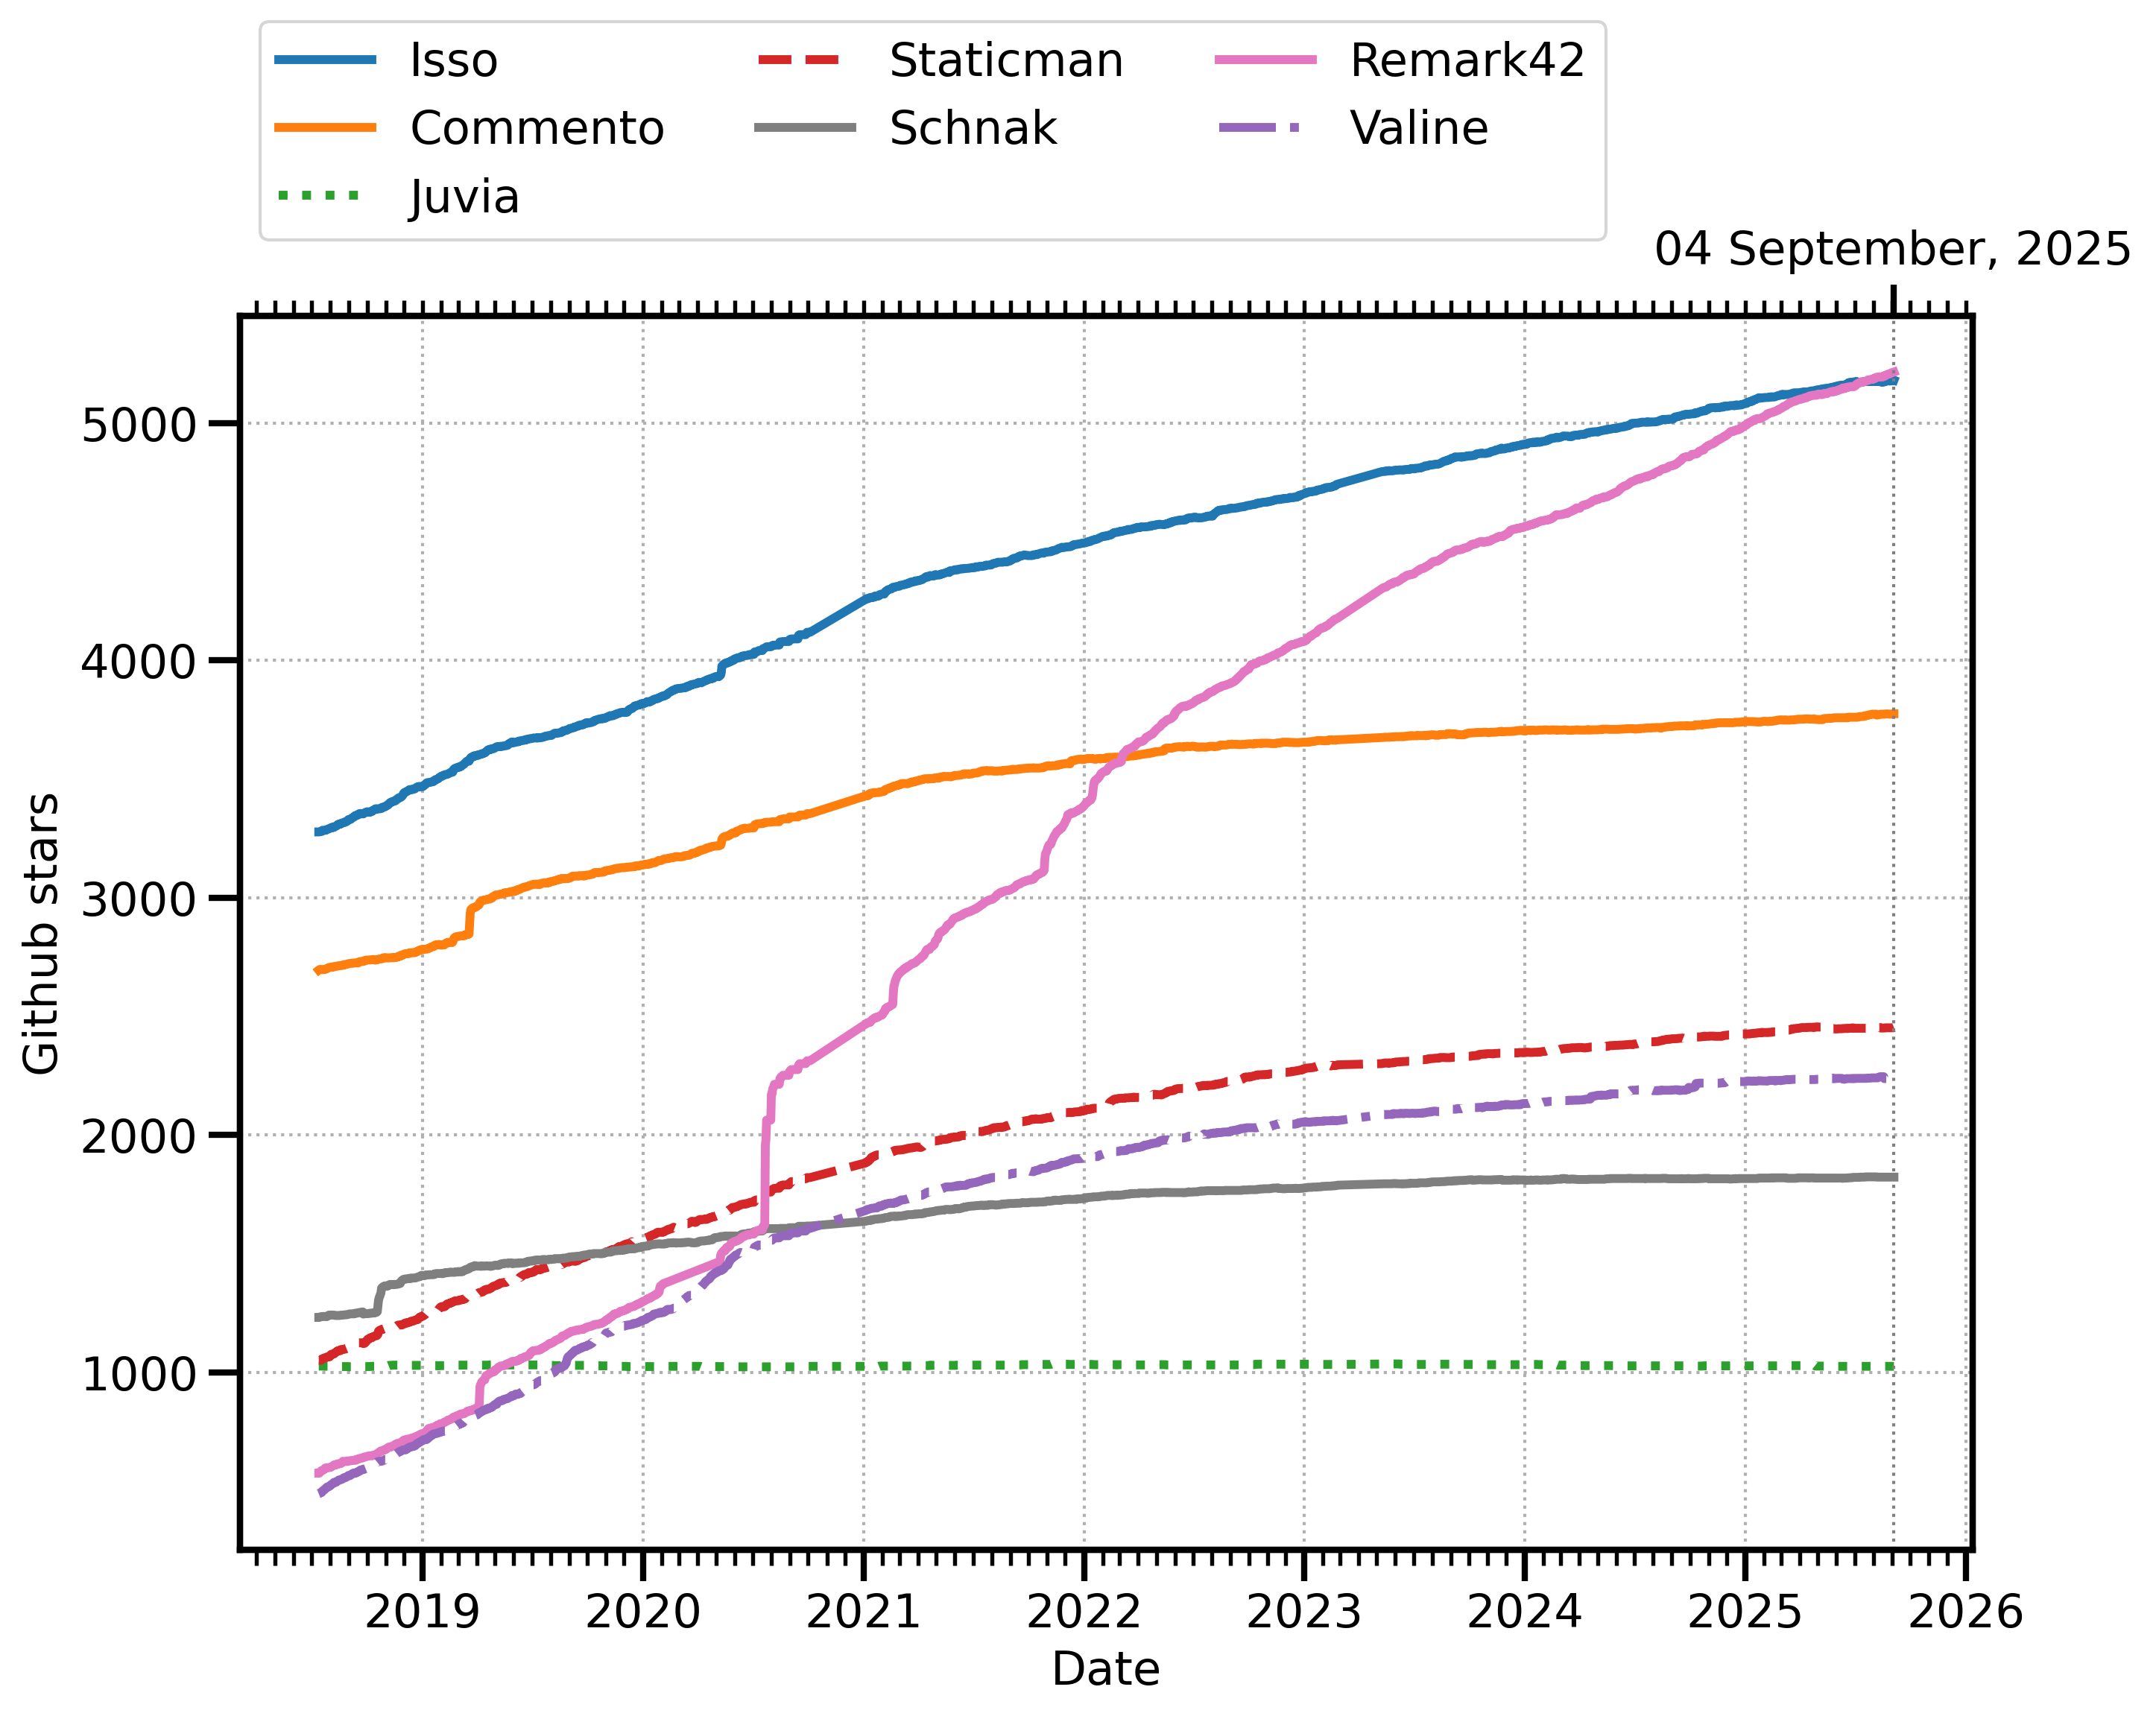 Isso
Staticman
Remark42
Commento
Schnak
Valine
Juvia
04 September, 2025
5000
4000
3000
2000
1000
Github stars
2019 2020 2021 2022 2023 2024 2025 2026
Date